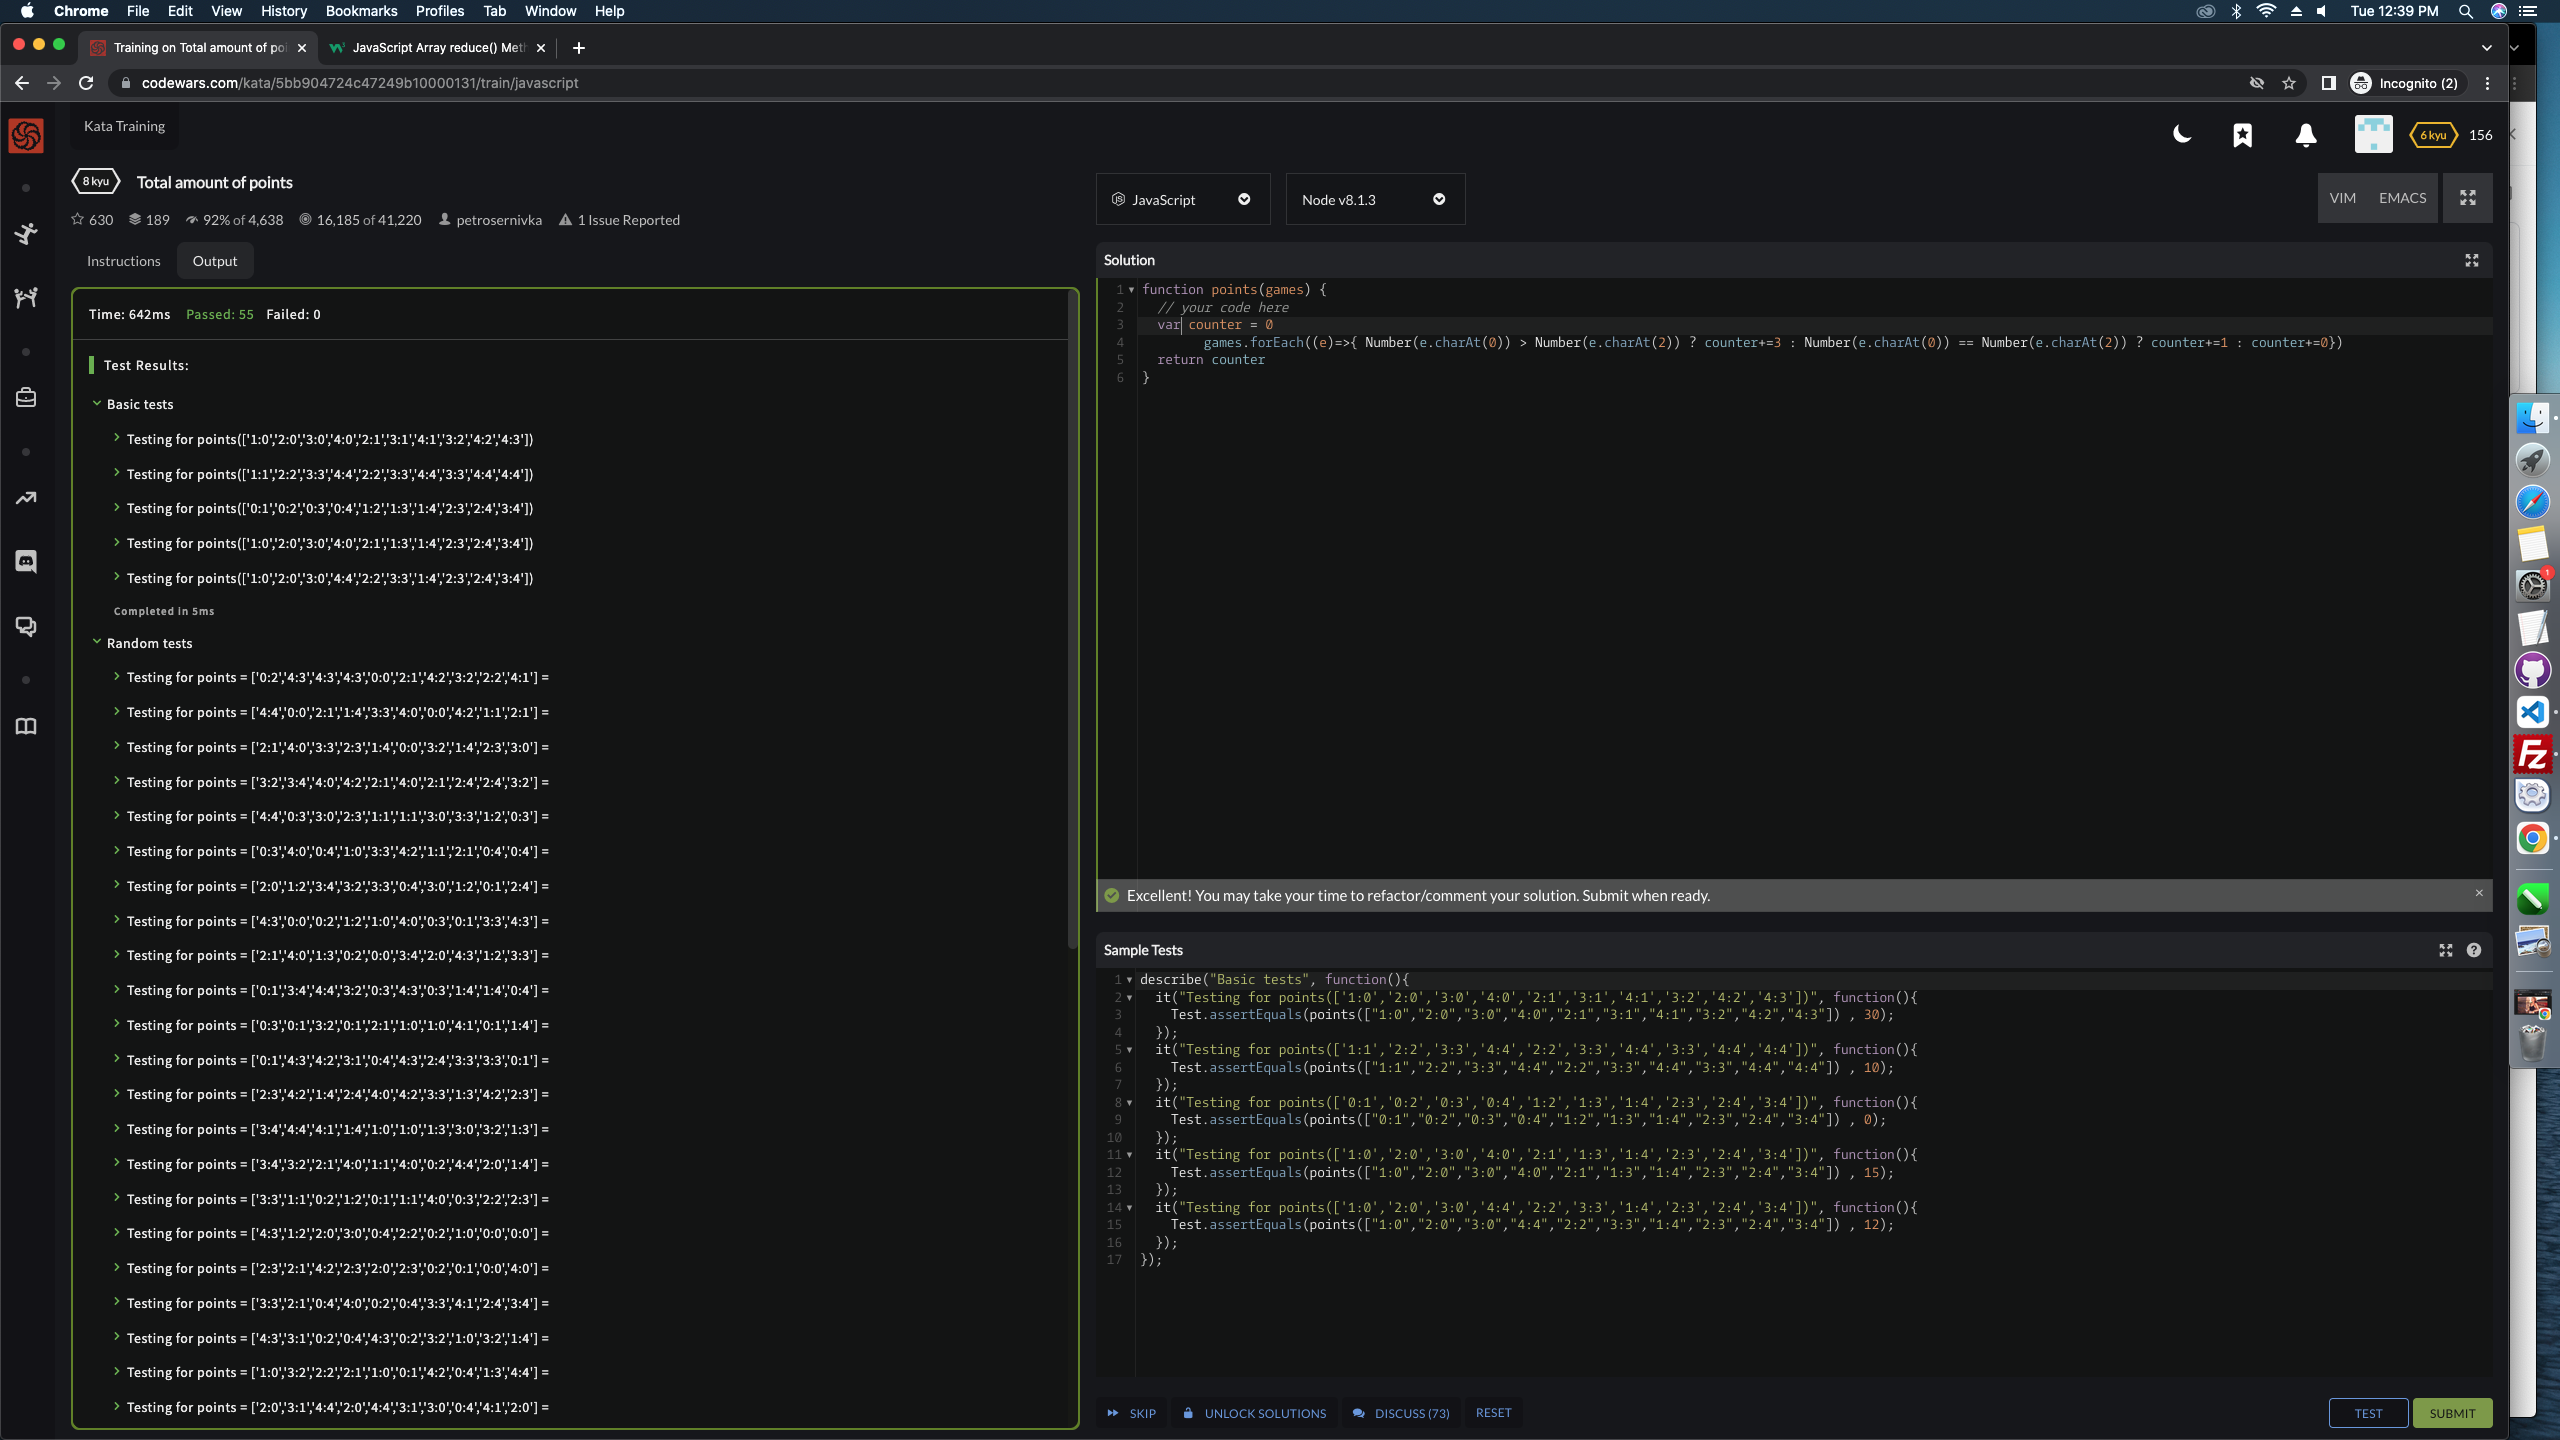 Chrome File Edit View History Bookmarks Profiles Tab Window Help
Tue 12:39 PM
Training on Total amount of poi
JavaScript Array reduce() Meth
codewars.com/kata/5bb904724c47249b10000131/train/javascript
Incognito (2)
Kata Training
6 kyu 156
8 kyu Total amount of points
630 189 92% of 4,638 16,185 of 41,220 petrosernivka 1 Issue Reported
JavaScript
Node v8.1.3
VIM EMACS
Instructions Output
Time: 642ms Passed: 55 Failed: 0
Test Results:
Basic tests
Testing for points(['1:0','2:0','3:0','4:0','2:1','3:1','4:1','3:2','4:2','4:3'])
Testing for points(['1:1','2:2','3:3','4:4','2:2','3:3','4:4','3:3','4:4','4:4'])
Testing for points(['0:1','0:2','0:3','0:4','1:2','1:3','1:4','2:3','2:4','3:4'])
Testing for points(['1:0','2:0','3:0','4:0','2:1','1:3','1:4','2:3','2:4','3:4'])
Testing for points(['1:0','2:0','3:0','4:4','2:2','3:3','1:4','2:3','2:4','3:4'])
Completed in 5ms
Random tests
Testing for points = ['0:2','4:3','4:3','4:3','0:0','2:1','4:2','3:2','2:2','4:1'] =
Testing for points = ['4:4','0:0','2:1','1:4','3:3','4:0','0:0','4:2','1:1','2:1'] =
Testing for points = ['2:1','4:0','3:3','2:3','1:4','0:0','3:2','1:4','2:3','3:0'] =
Testing for points = ['3:2','3:4','4:0','4:2','2:1','4:0','2:1','2:4','2:4','3:2'] =
Testing for points = ['4:4','0:3','3:0','2:3','1:1','1:1','3:0','3:3','1:2','0:3'] =
Testing for points = ['0:3','4:0','0:4','1:0','3:3','4:2','1:1','2:1','0:4','0:4'] =
Testing for points = ['2:0','1:2','3:4','3:2','3:3','0:4','3:0','1:2','0:1','2:4'] =
Testing for points = ['4:3','0:0','0:2','1:2','1:0','4:0','0:3','0:1','3:3','4:3'] =
Testing for points = ['2:1','4:0','1:3','0:2','0:0','3:4','2:0','4:3','1:2','3:3'] =
Testing for points = ['0:1','3:4','4:4','3:2','0:3','4:3','0:3','1:4','1:4','0:4'] =
Testing for points = ['0:3','0:1','3:2','0:1','2:1','1:0','1:0','4:1','0:1','1:4'] =
Testing for points = ['0:1','4:3','4:2','3:1','0:4','4:3','2:4','3:3','3:3','0:1'] =
Testing for points = ['2:3','4:2','1:4','2:4','4:0','4:2','3:3','1:3','4:2','2:3'] =
Testing for points = ['3:4','4:4','4:1','1:4','1:0','1:0','1:3','3:0','3:2','1:3'] =
Testing for points = ['3:4','3:2','2:1','4:0','1:1','4:0','0:2','4:4','2:0','1:4'] =
Testing for points = ['3:3','1:1','0:2','1:2','0:1','1:1','4:0','0:3','2:2','2:3'] =
Testing for points = ['4:3','1:2','2:0','3:0','0:4','2:2','0:2','1:0','0:0','0:0'] =
Testing for points = ['2:3','2:1','4:2','2:3','2:0','2:3','0:2','0:1','0:0','4:0'] =
Testing for points = ['3:3','2:1','0:4','4:0','0:2','0:4','3:3','4:1','2:4','3:4'] =
Testing for points = ['4:3','3:1','0:2','0:4','4:3','0:2','3:2','1:0','3:2','1:4'] =
Testing for points = ['1:0','3:2','2:2','2:1','1:0','0:1','4:2','0:4','1:3','4:4'] =
Testing for points = ['2:0','3:1','4:4','2:0','4:4','3:1','3:0','0:4','4:1','2:0'] =
Solution
1 function points(games) {
2 // your code here
3 var counter = 0
4 games.forEach((e)=>{ Number(e.charAt(0)) > Number(e.charAt(2)) ? counter+=3 : Number(e.charAt(0)) == Number(e.charAt(2)) ? counter+=1 : counter+=0})
5 return counter
6 }
Excellent! You may take your time to refactor/comment your solution. Submit when ready.
Sample Tests
1 describe("Basic tests", function(){
2 it("Testing for points(['1:0','2:0','3:0','4:0','2:1','3:1','4:1','3:2','4:2','4:3'])", function(){
3 Test.assertEquals(points(["1:0","2:0","3:0","4:0","2:1","3:1","4:1","3:2","4:2","4:3"]) , 30);
4 });
5 it("Testing for points(['1:1','2:2','3:3','4:4','2:2','3:3','4:4','3:3','4:4','4:4'])", function(){
6 Test.assertEquals(points(["1:1","2:2","3:3","4:4","2:2","3:3","4:4","3:3","4:4","4:4"]) , 10);
7 });
8 it("Testing for points(['0:1','0:2','0:3','0:4','1:2','1:3','1:4','2:3','2:4','3:4'])", function(){
9 Test.assertEquals(points(["0:1","0:2","0:3","0:4","1:2","1:3","1:4","2:3","2:4","3:4"]) , 0);
10 });
11 it("Testing for points(['1:0','2:0','3:0','4:0','2:1','1:3','1:4','2:3','2:4','3:4'])", function(){
12 Test.assertEquals(points(["1:0","2:0","3:0","4:0","2:1","1:3","1:4","2:3","2:4","3:4"]) , 15);
13 });
14 it("Testing for points(['1:0','2:0','3:0','4:4','2:2','3:3','1:4','2:3','2:4','3:4'])", function(){
15 Test.assertEquals(points(["1:0","2:0","3:0","4:4","2:2","3:3","1:4","2:3","2:4","3:4"]) , 12);
16 });
17 });
SKIP UNLOCK SOLUTIONS DISCUSS (73) RESET
TEST SUBMIT